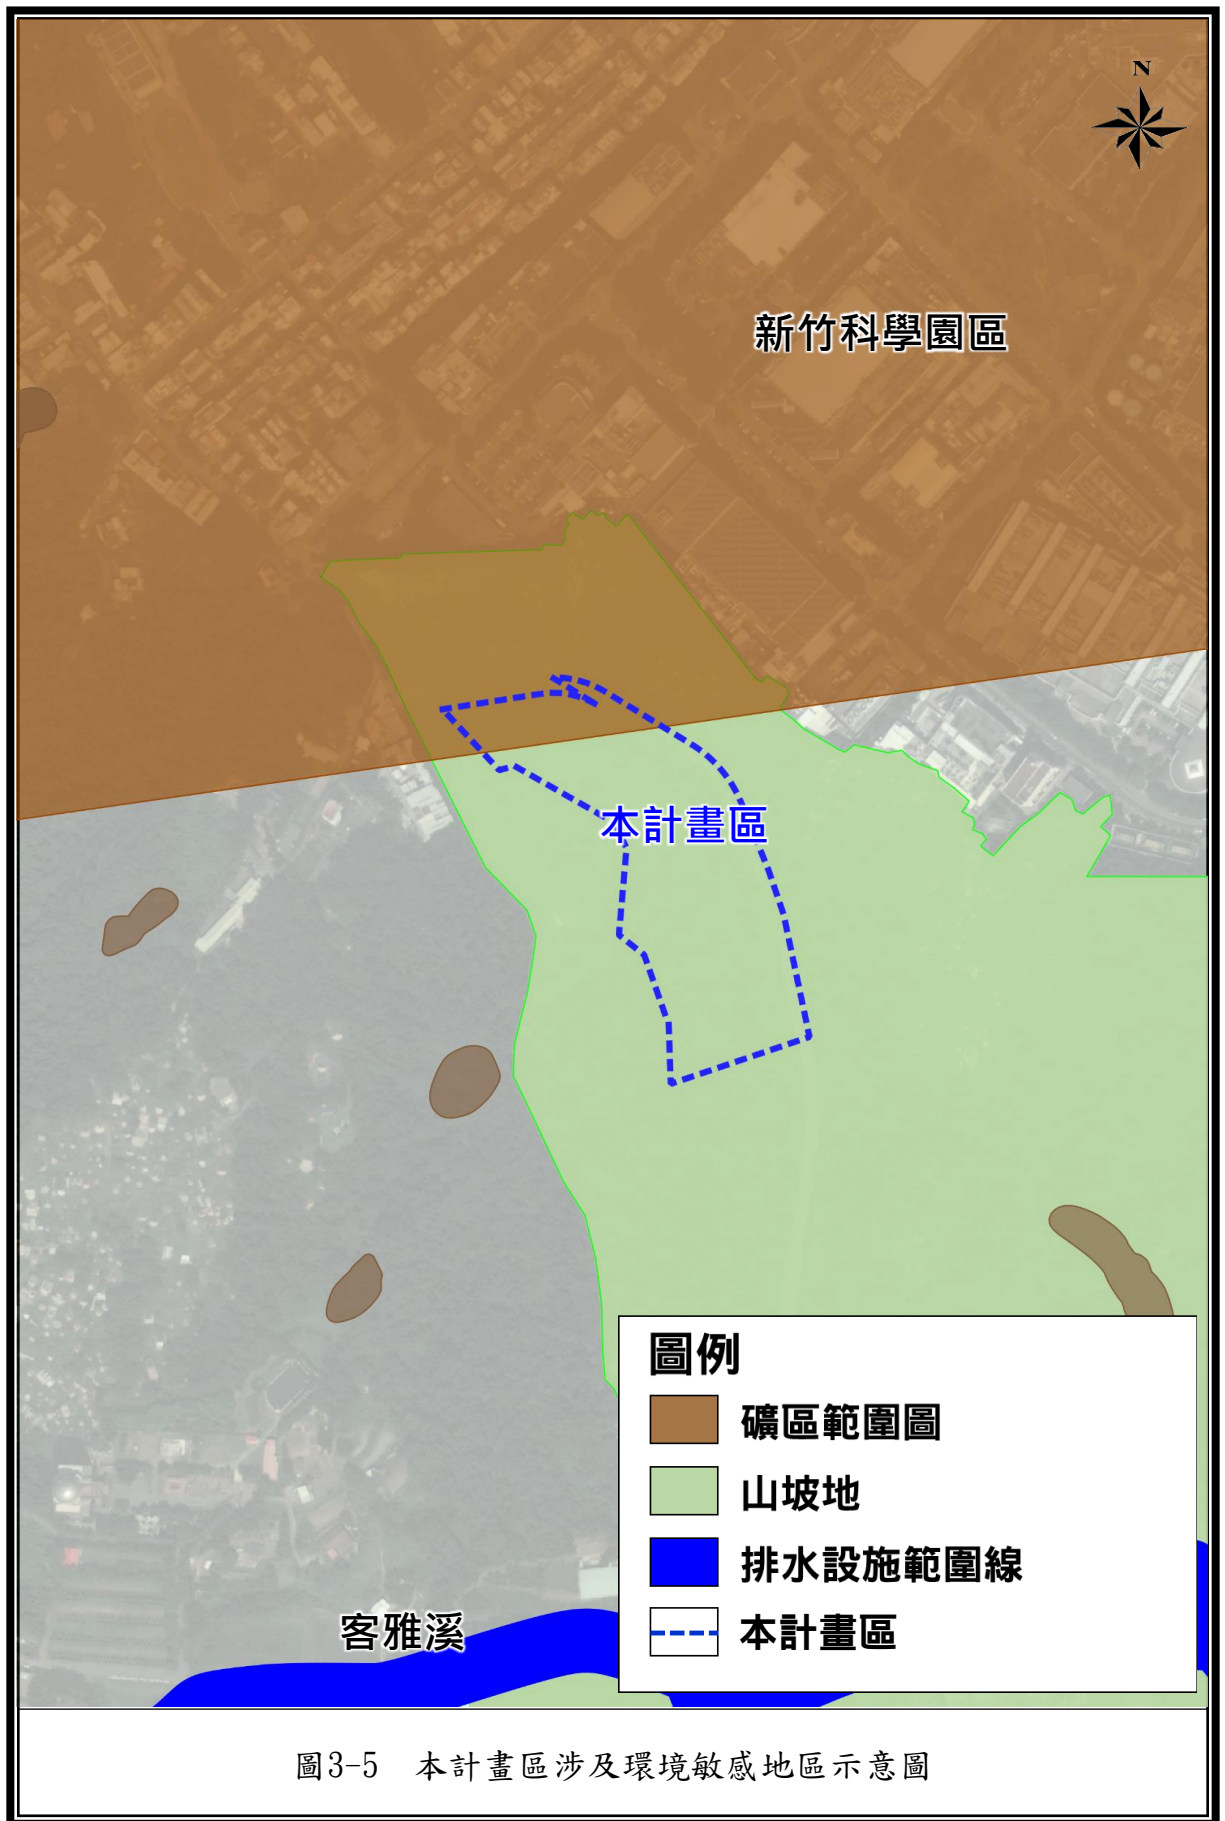 N
新竹科學園區
本計畫區
圖例
礦區範圍圖
山坡地
排水設施範圍線
本計畫區
客雅溪
圖3-5 本計畫區涉及環境敏感地區示意圖